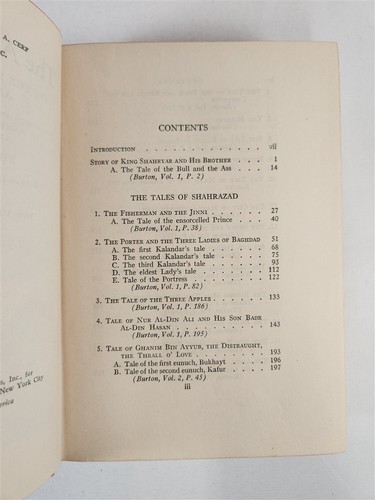 A. CERF
C.
CONTENTS
INTRODUCTION . . . . . . . . . . . . . vii
STORY OF KING SHAHRYAR AND HIS BROTHER . . . . 1
A. The Tale of the Bull and the Ass . . . . . 14
(Burton, Vol. 1, P. 2)
THE TALES OF SHAHRAZAD
1. THE FISHERMAN AND THE JINNI . . . . . . 27
A. The Tale of the ensorcelled Prince . . . . 40
(Burton, Vol. 1, P. 38)
2. THE PORTER AND THE THREE LADIES OF BAGHDAD 51
A. The first Kalandar's tale . . . . . . . 68
B. The second Kalandar's tale . . . . . . 75
C. The third Kalandar's tale . . . . . . . 93
D. The eldest Lady's tale . . . . . . . . 112
E. Tale of the Portress . . . . . . . . 122
(Burton, Vol. 1, P. 82)
3. THE TALE OF THE THREE APPLES . . . . . . 133
(Burton, Vol. 1, P. 186)
4. TALE OF NUR AL-DIN ALI AND HIS SON BADR
AL-DIN HASAN . . . . . . . . . . . 143
(Burton, Vol. 1, P. 195)
5. TALE OF GHANIM BIN AYYUB, THE DISTRAUGHT,
THE THRALL O' LOVE . . . . . . . . . 193
A. Tale of the first eunuch, Bukhayt . . . . 196
B. Tale of the second eunuch, Kafur . . . . 197
(Burton, Vol. 2, P. 45)
iii
s, Inc., for
New York City
erica